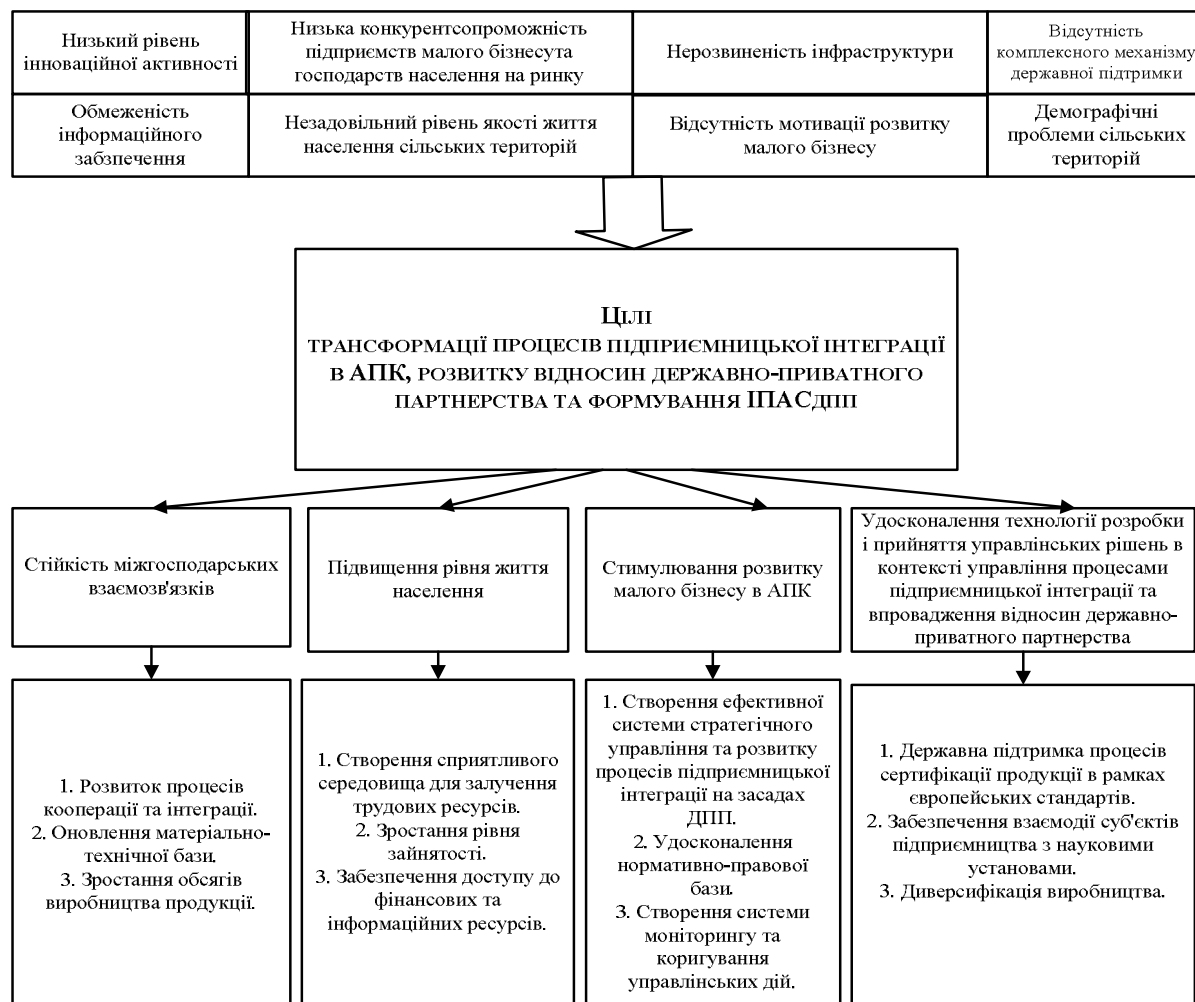 Низький рівень
інноваційної активності
Низька конкурентсопроможність
підприємств малого бізнесута
господарств населення на ринку
Нерозвиненість інфраструктури
Відсутність
комплексного механізму
державної підтримки
Обмеженість
інформаційного
забзпечення
Незадовільний рівень якості життя
населення сільських територій
Відсутність мотивації розвитку
малого бізнесу
Демографічні
проблеми сільських
територій
Цілі
трансформації процесів підприємницької інтеграції
в АПК, розвитку відносин державно-приватного
партнерства та формування ІПАСдпп
Стійкість міжгосподарських
взаємозв'язків
Підвищення рівня життя
населення
Стимулювання розвитку
малого бізнесу в АПК
Удосконалення технології розробки
і прийняття управлінських рішень в
контексті управління процесами
підприємницької інтеграції та
впровадження відносин державно-
приватного партнерства
1. Розвиток процесів
кооперації та інтеграції.
2. Оновлення матеріально-
технічної бази.
3. Зростання обсягів
виробництва продукції.
1. Створення сприятливого
середовища для залучення
трудових ресурсів.
2. Зростання рівня
зайнятості.
3. Забезпечення доступу до
фінансових та
інформаційних ресурсів.
1. Створення ефективної
системи стратегічного
управління та розвитку
процесів підприємницької
інтеграції на засадах
ДПП.
2. Удосконалення
нормативно-правової
бази.
3. Створення системи
моніторингу та
коригування
управлінських дій.
1. Державна підтримка процесів
сертифікації продукції в рамках
європейських стандартів.
2. Забезпечення взаємодії суб'єктів
підприємництва з науковими
установами.
3. Диверсифікація виробництва.